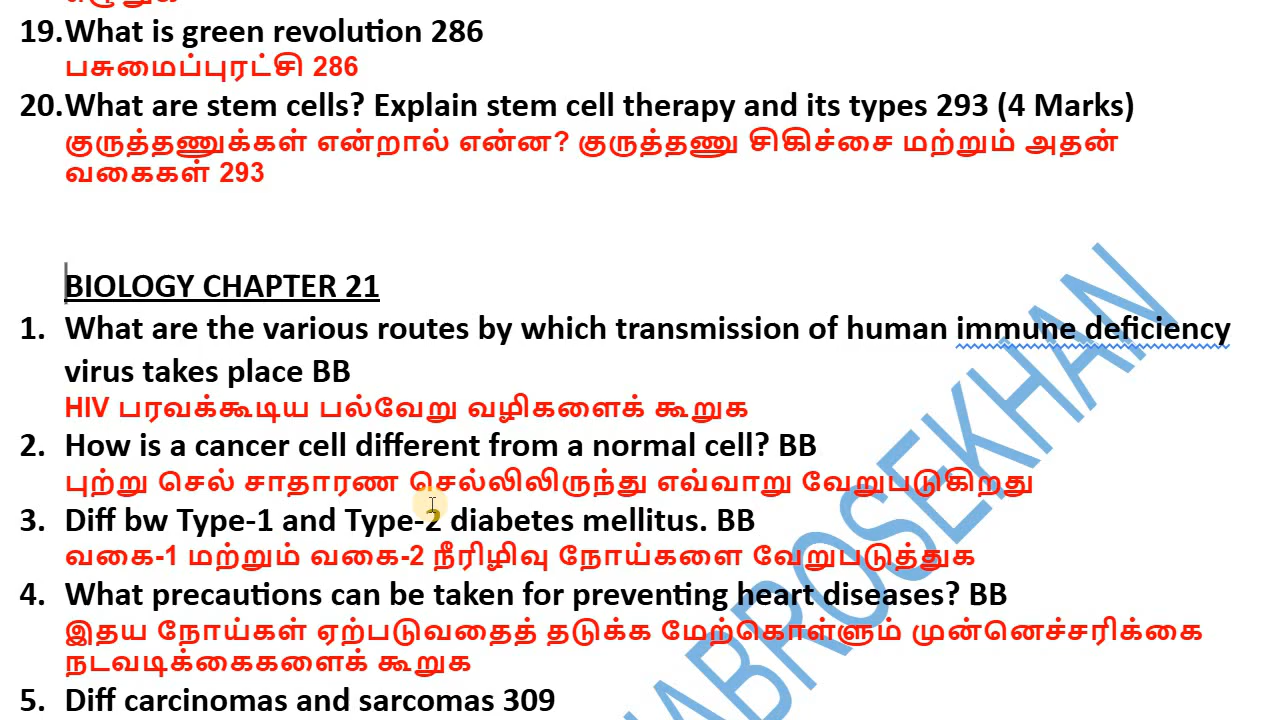 எழுதுக
19.What is green revolution 286
பசுமைப்புரட்சி 286
20.What are stem cells? Explain stem cell therapy and its types 293 (4 Marks)
குருத்தணுக்கள் என்றால் என்ன? குருத்தணு சிகிச்சை மற்றும் அதன்
வகைகள் 293
BIOLOGY CHAPTER 21
1. What are the various routes by which transmission of human immune deficiency
virus takes place BB
HIV பரவக்கூடிய பல்வேறு வழிகளைக் கூறுக
2. How is a cancer cell different from a normal cell? BB
புற்று செல் சாதாரண செல்லிலிருந்து எவ்வாறு வேறுபடுகிறது
3. Diff bw Type-1 and Type-2 diabetes mellitus. BB
வகை-1 மற்றும் வகை-2 நீரிழிவு நோய்களை வேறுபடுத்துக
4. What precautions can be taken for preventing heart diseases? BB
இதய நோய்கள் ஏற்படுவதைத் தடுக்க மேற்கொள்ளும் முன்னெச்சரிக்கை
நடவடிக்கைகளைக் கூறுக
5. Diff carcinomas and sarcomas 309
ABROSEKHAN